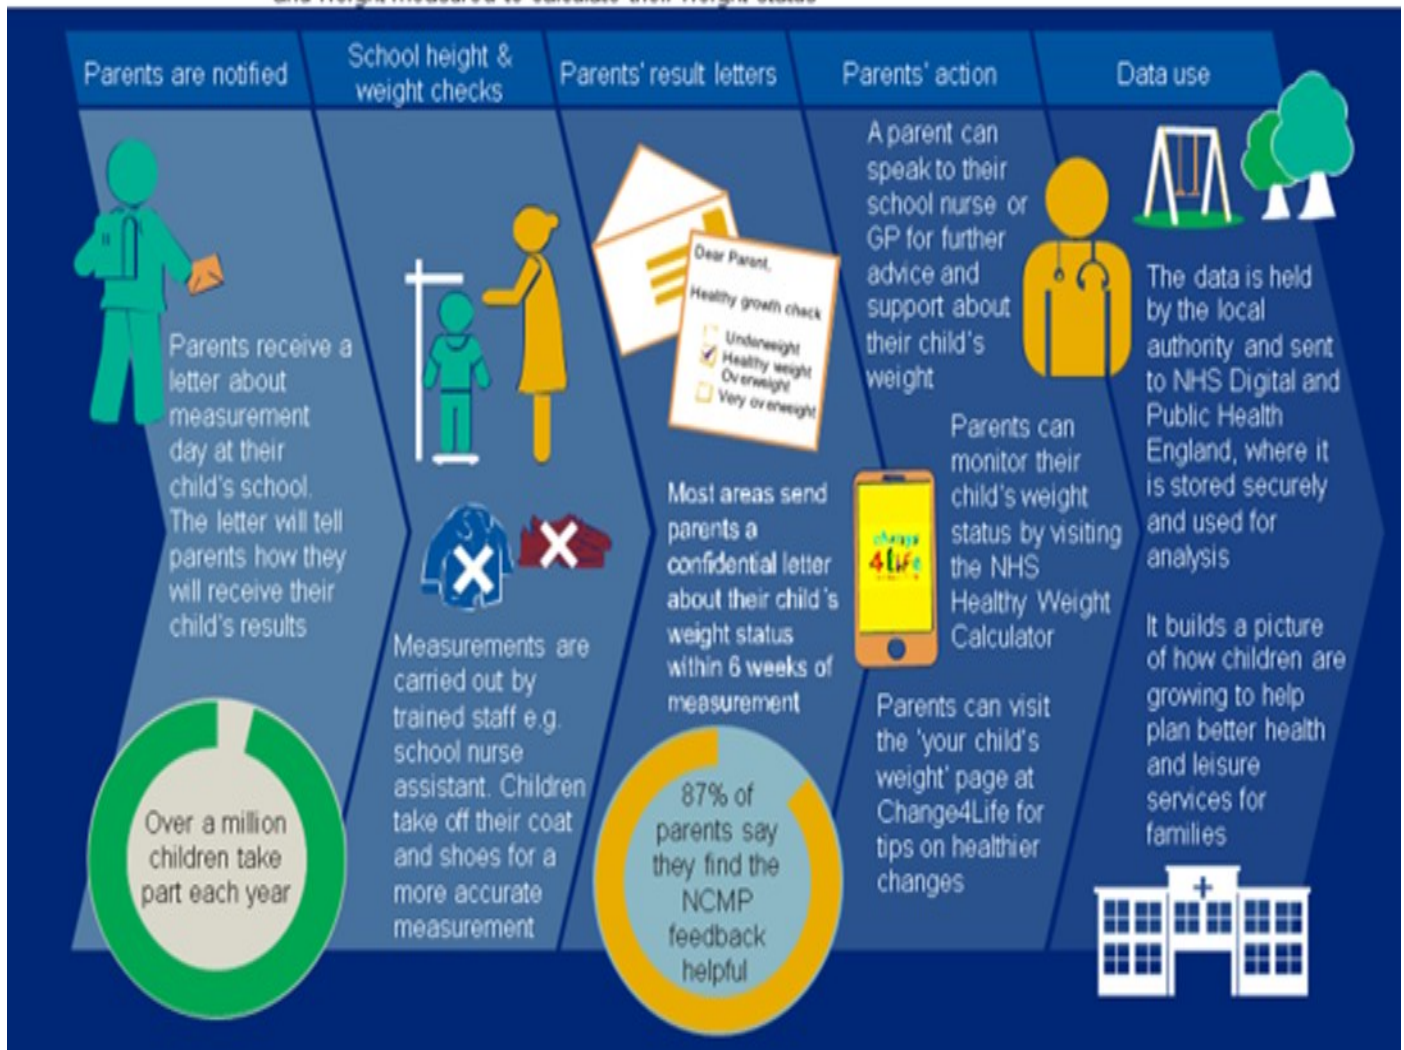 and weight measured to calculate their weight status
Parents are notified
School height &
weight checks
Parents' result letters
Parents' action
Data use
Parents receive a
letter about
measurement
day at their
child's school.
The letter will tell
parents how they
will receive their
child's results
Over a million
children take
part each year
Measurements are
carried out by
trained staff e.g.
school nurse
assistant. Children
take off their coat
and shoes for a
more accurate
measurement
Dear Parent,
Healthy growth check
Underweight
Healthy weight
Overweight
Very overweight
Most areas send
parents a
confidential letter
about their child's
weight status
within 6 weeks of
measurement
87% of
parents say
they find the
NCMP
feedback
helpful
A parent can
speak to their
school nurse or
GP for further
advice and
support about
their child's
weight
change
4Life
Parents can
monitor their
child's weight
status by visiting
the NHS
Healthy Weight
Calculator
Parents can visit
the 'your child's
weight' page at
Change4Life for
tips on healthier
changes
The data is held
by the local
authority and sent
to NHS Digital and
Public Health
England, where it
is stored securely
and used for
analysis
It builds a picture
of how children are
growing to help
plan better health
and leisure
services for
families